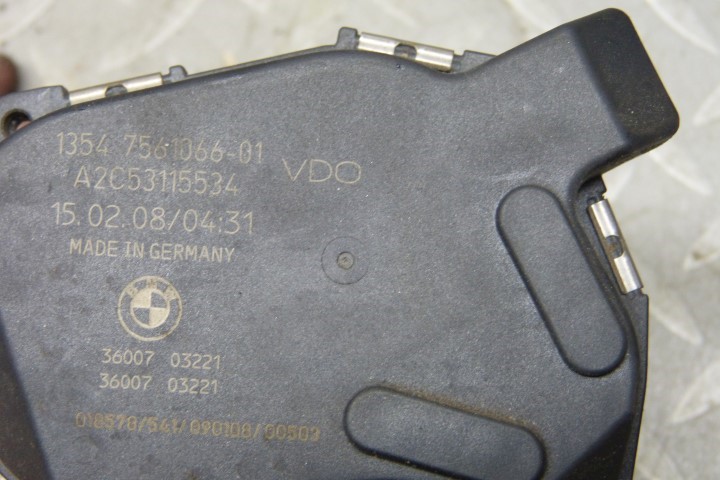 1354 7561066-01
VDO
A2C53115534
15.02.08/04:31
MADE IN GERMANY
BMW
36007 03221
36007 03221
018578/541/090108/00503